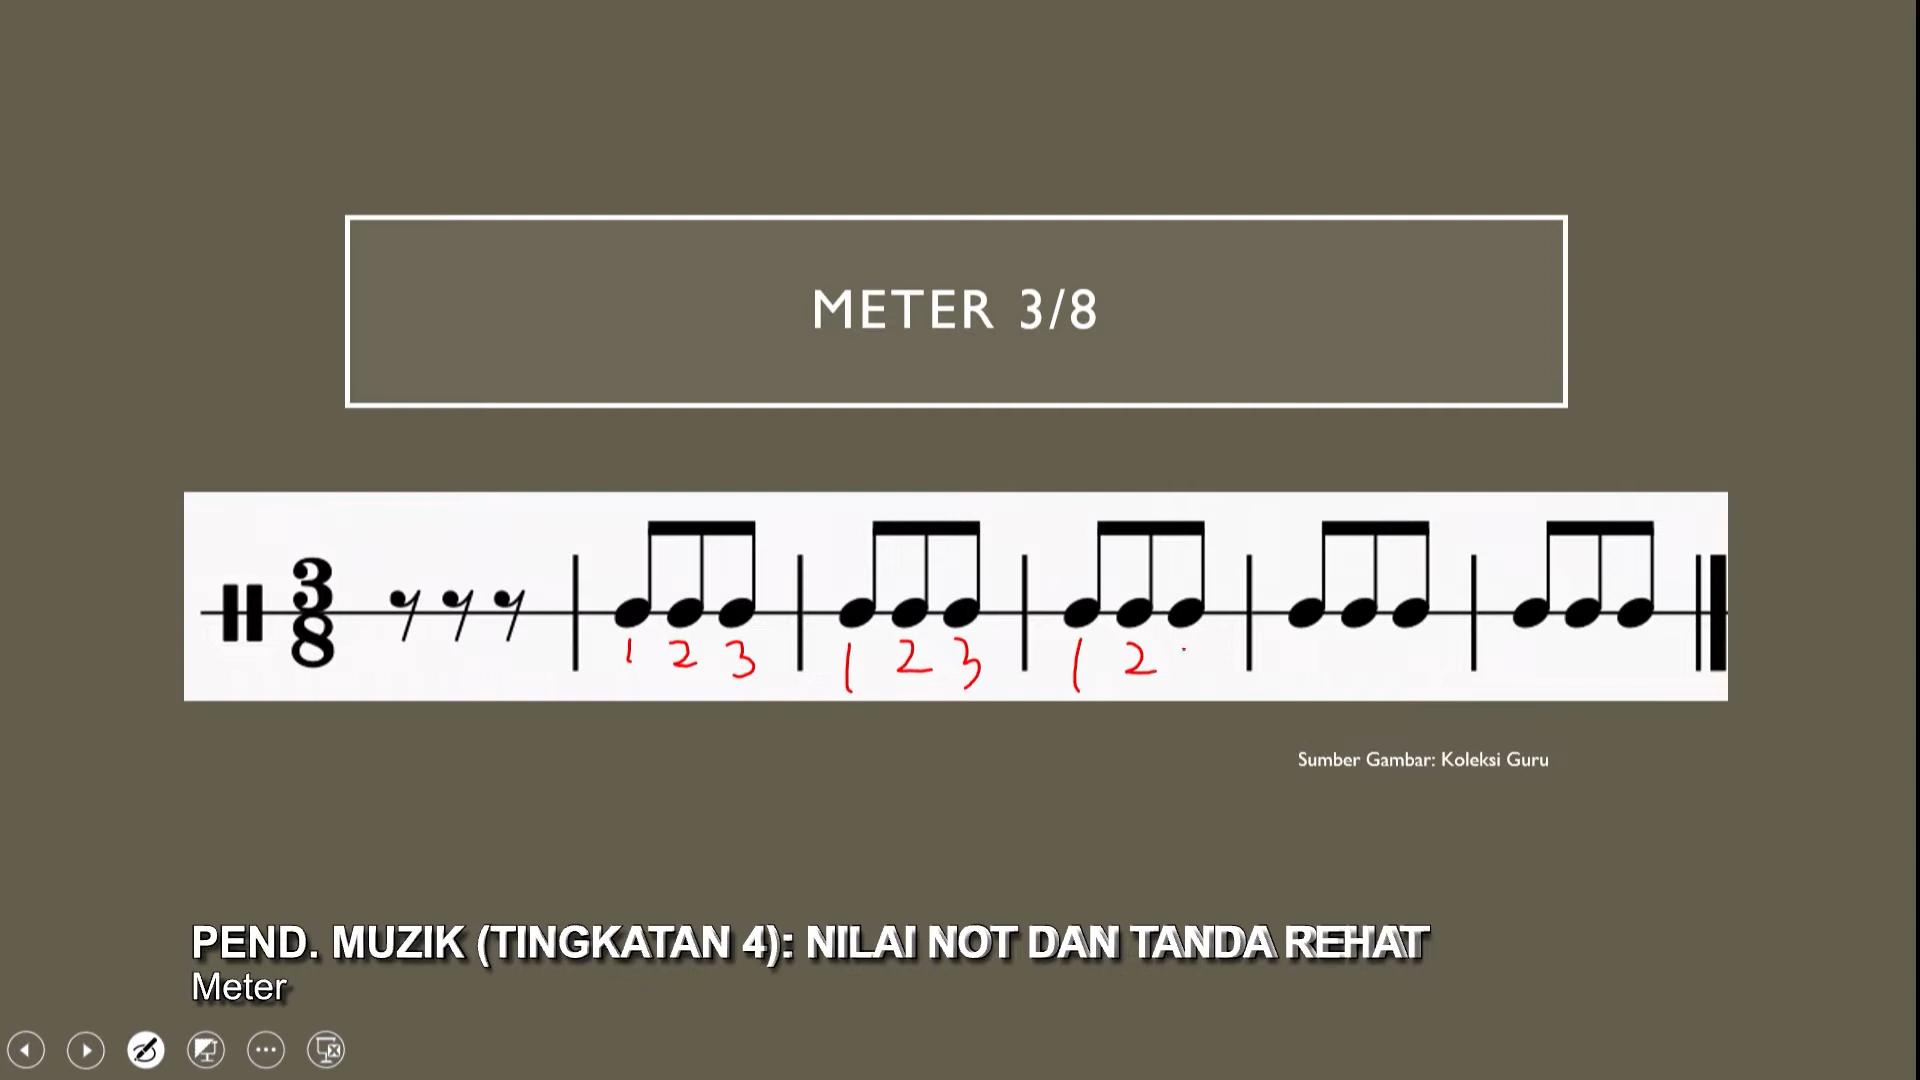 METER 3/8
3
8
1 2 3 1 2 3 1 2
Sumber Gambar: Koleksi Guru
PEND. MUZIK (TINGKATAN 4): NILAI NOT DAN TANDA REHAT
Meter